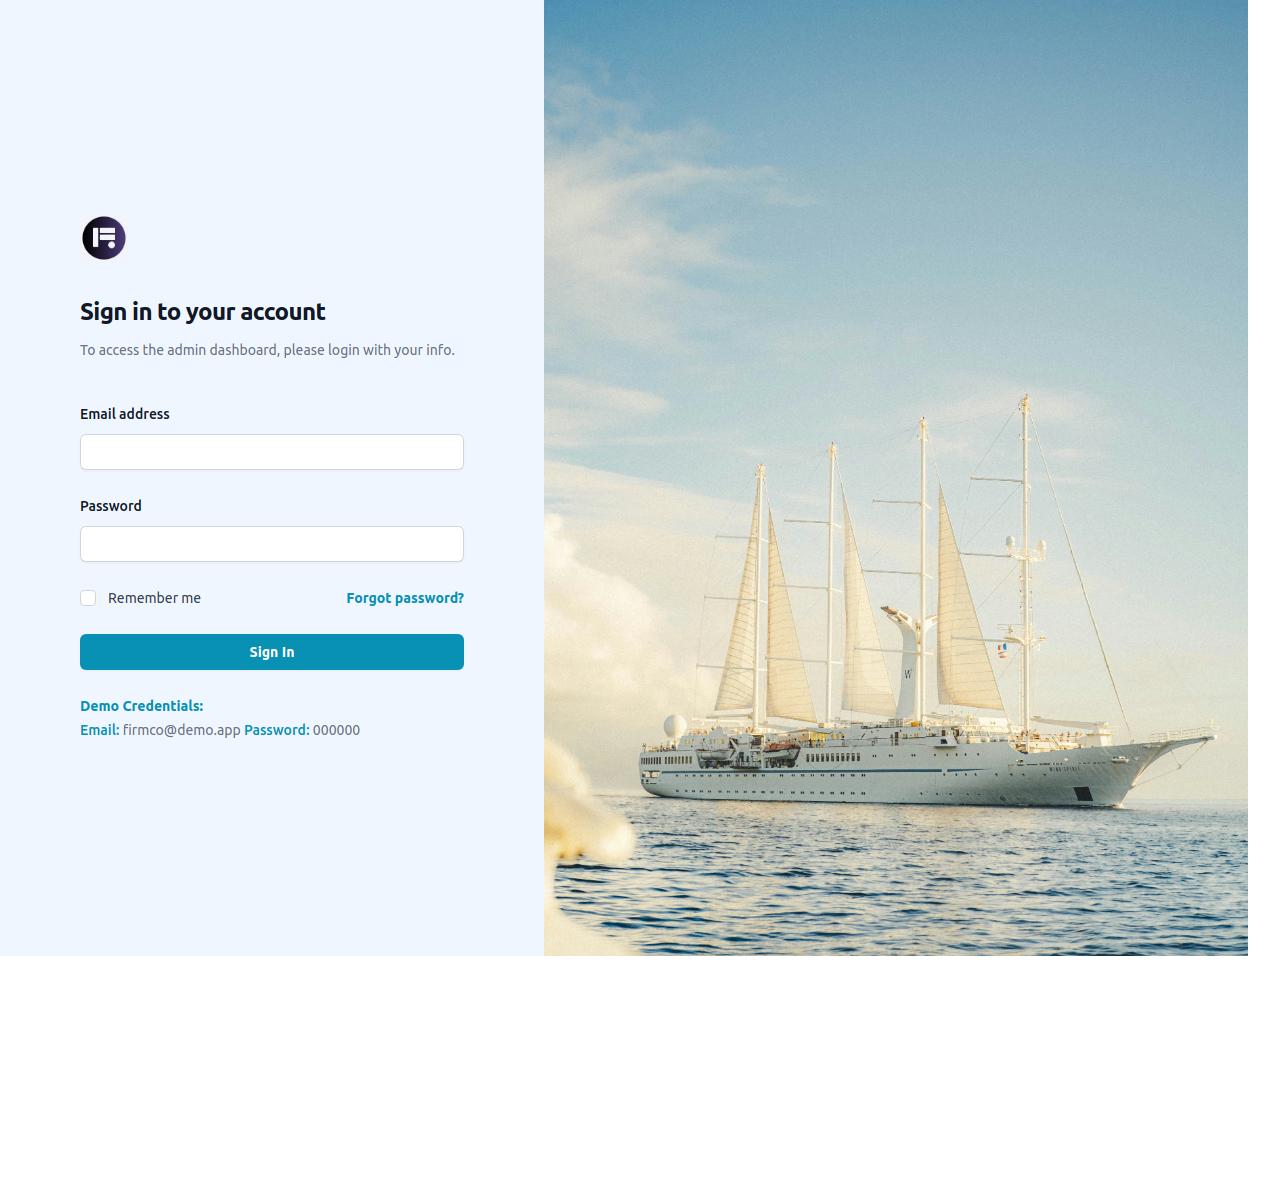 Sign in to your account
To access the admin dashboard, please login with your info.
Email address
Password
Remember me
Forgot password?
Sign In
Demo Credentials:
Email: firmco@demo.app Password: 000000